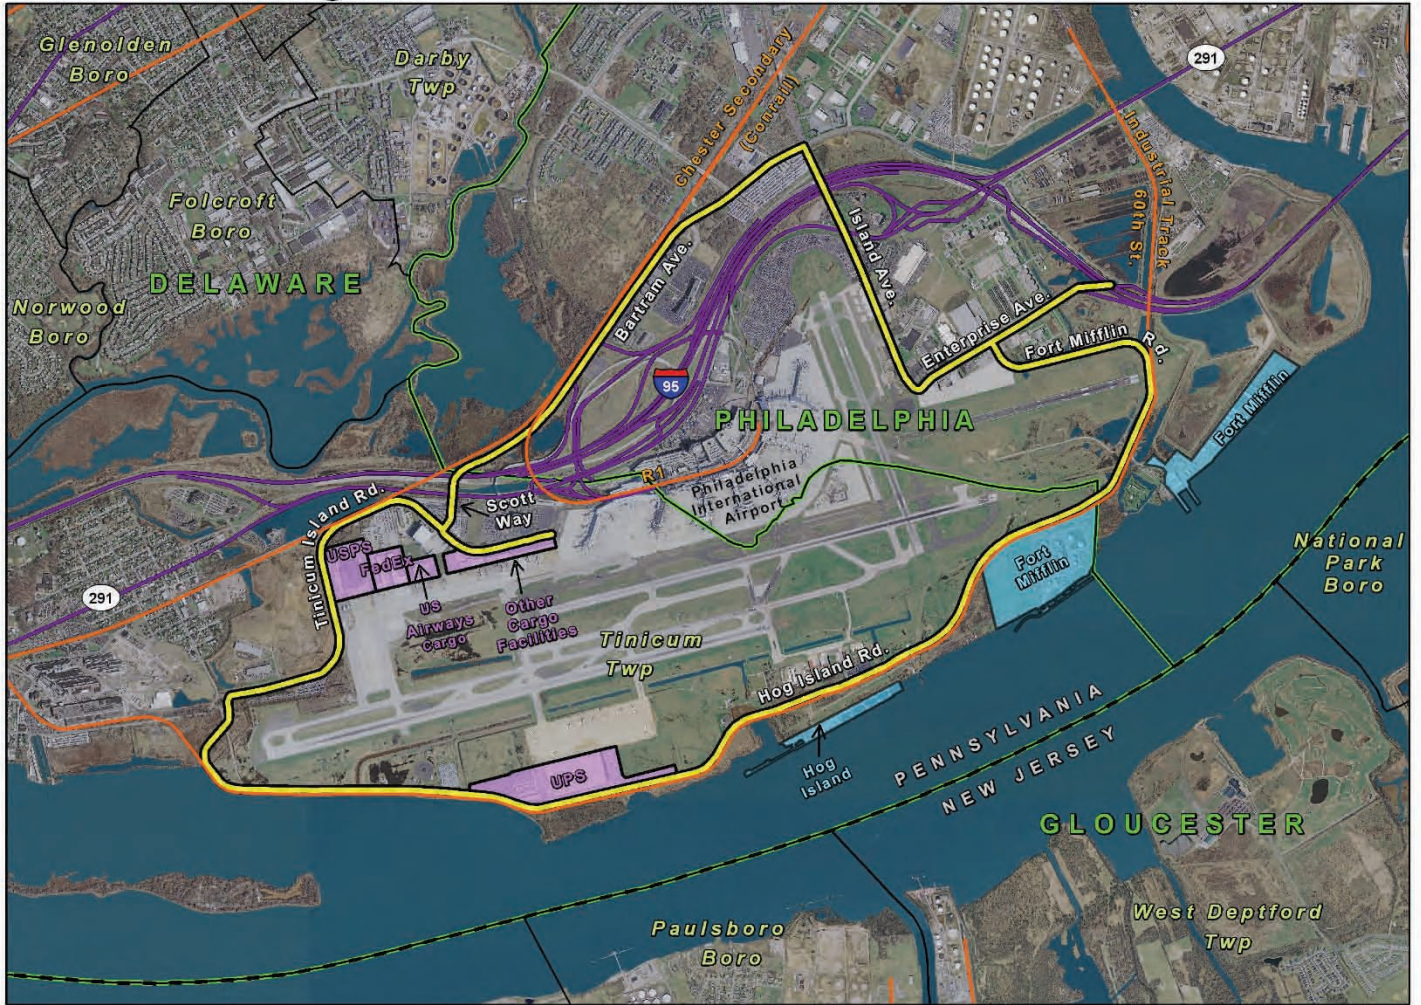 Glenolden
Boro
Darby
Twp
291
Chester Secondary
(Conrail)
Industrial Track
60th St.
Folcroft
Boro
DELAWARE
Norwood
Boro
Bartram Ave.
Island Ave.
Enterprise Ave.
Fort Mifflin Rd.
95
PHILADELPHIA
Fort Mifflin
R1
Philadelphia
International
Airport
Tinicum Island Rd.
Scott
Way
USPS
FedEx
US
Airways
Cargo
Other
Cargo
Facilities
Fort
Mifflin
National
Park
Boro
291
Tinicum
Twp
Hog Island Rd.
UPS
Hog
Island
PENNSYLVANIA
NEW JERSEY
GLOUCESTER
Paulsboro
Boro
West Deptford
Twp